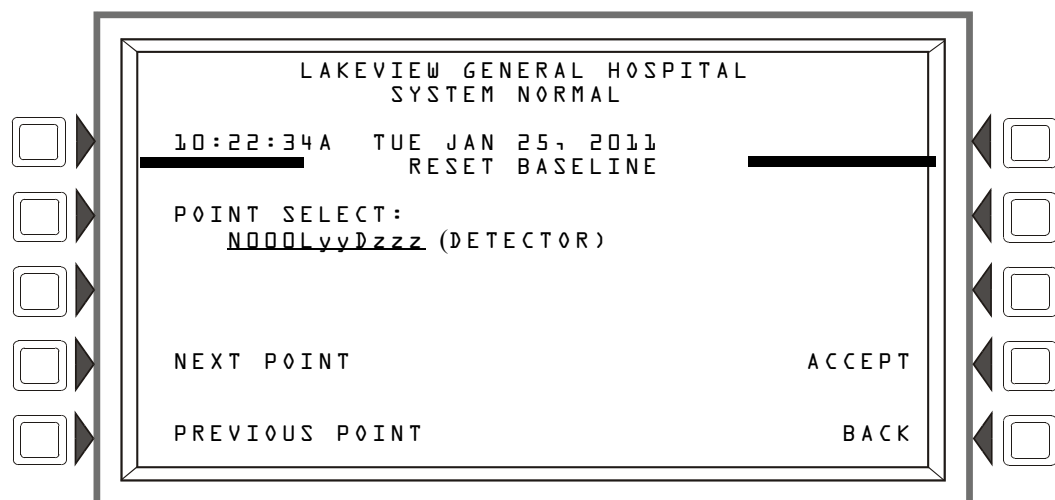 LAKEVIEW GENERAL HOSPITAL
SYSTEM NORMAL
10:22:34A TUE JAN 25, 2011
RESET BASELINE
POINT SELECT:
N000LyyDzzz (DETECTOR)
NEXT POINT ACCEPT
PREVIOUS POINT BACK